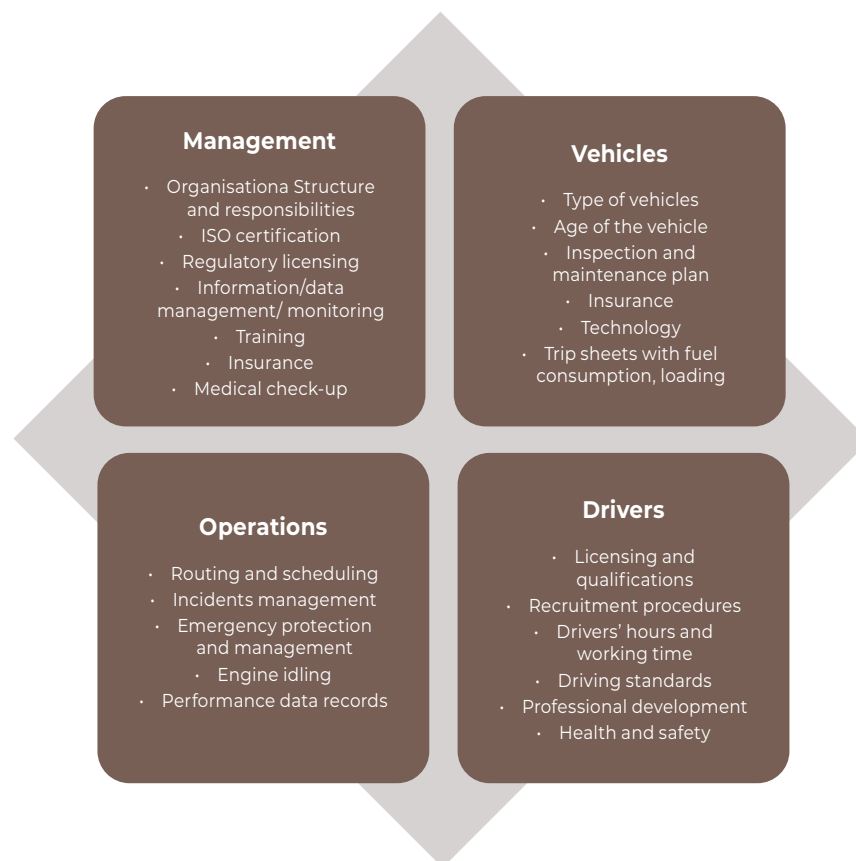 Management
· Organisationa Structure
and responsibilities
· ISO certification
· Regulatory licensing
· Information/data
management/ monitoring
· Training
· Insurance
· Medical check-up
Vehicles
· Type of vehicles
· Age of the vehicle
· Inspection and
maintenance plan
· Insurance
· Technology
· Trip sheets with fuel
consumption, loading
Operations
· Routing and scheduling
· Incidents management
· Emergency protection
and management
· Engine idling
· Performance data records
Drivers
· Licensing and
qualifications
· Recruitment procedures
· Drivers’ hours and
working time
· Driving standards
· Professional development
· Health and safety